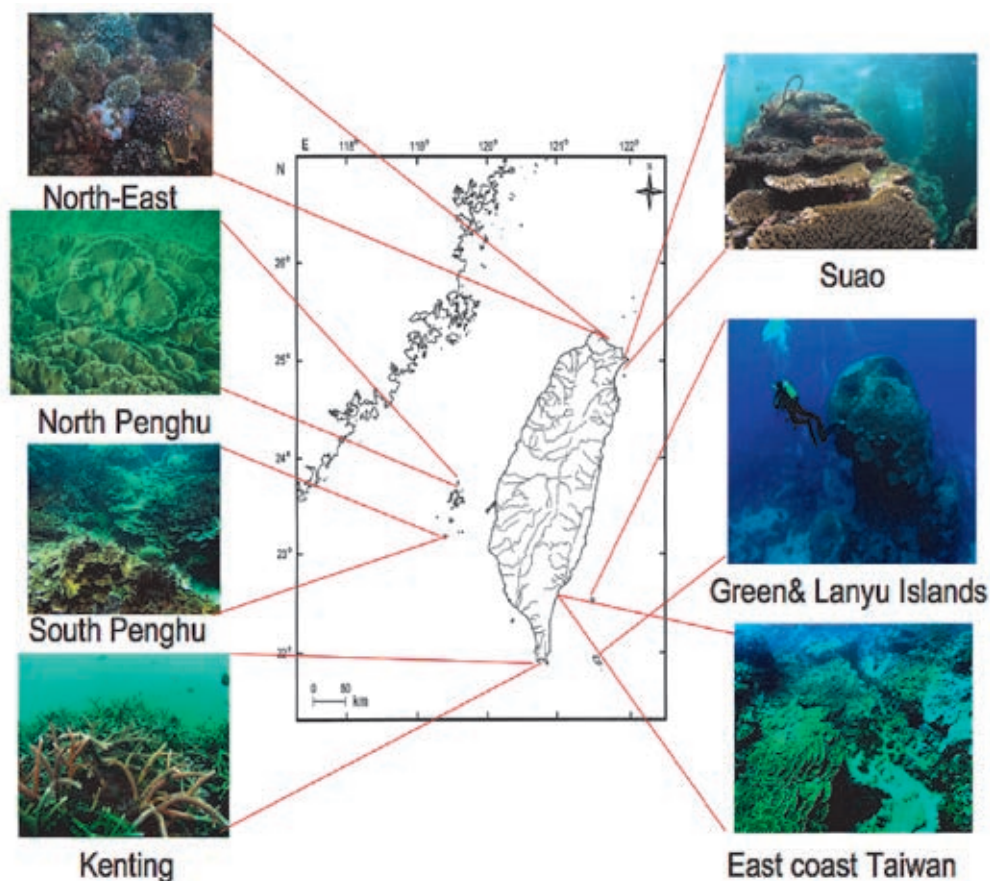 North-East
North Penghu
South Penghu
Kenting
E 118° 119° 120° 121° 122°
N
26°
25°
24°
23°
22°
0 50
km
Suao
Green& Lanyu Islands
East coast Taiwan